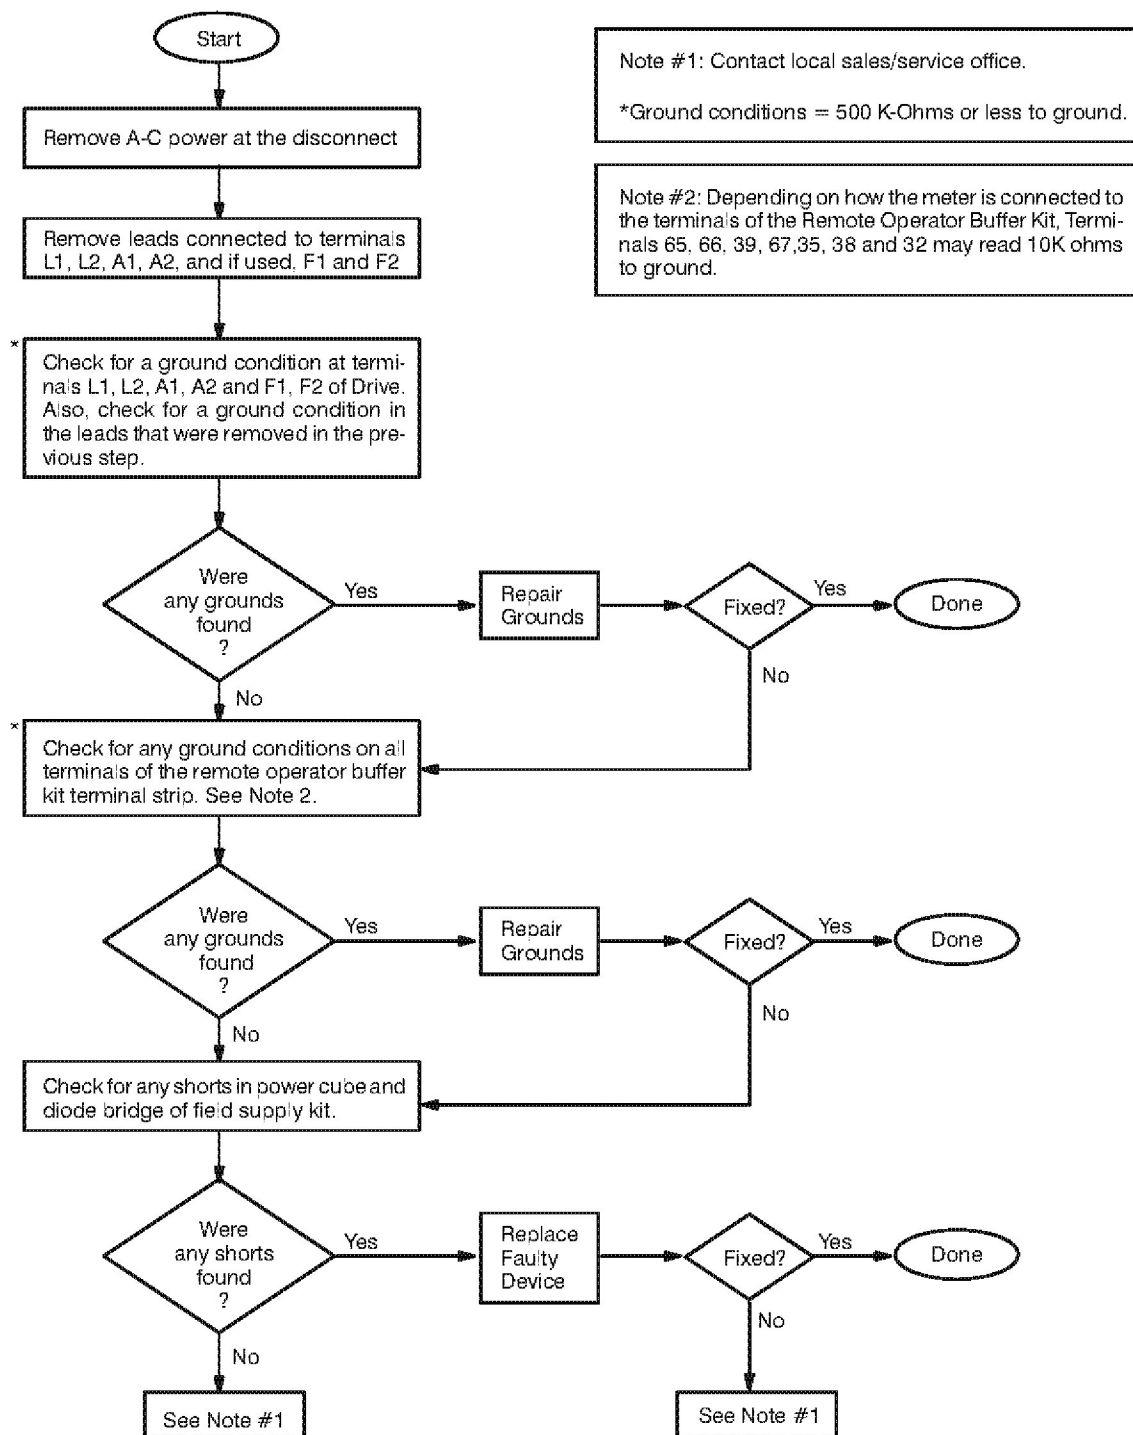 Start
Note #1: Contact local sales/service office.
*Ground conditions = 500 K-Ohms or less to ground.
Remove A-C power at the disconnect
Note #2: Depending on how the meter is connected to
the terminals of the Remote Operator Buffer Kit, Termi-
nals 65, 66, 39, 67,35, 38 and 32 may read 10K ohms
to ground.
Remove leads connected to terminals
L1, L2, A1, A2, and if used, F1 and F2
*
Check for a ground condition at termi-
nals L1, L2, A1, A2 and F1, F2 of Drive.
Also, check for a ground condition in
the leads that were removed in the pre-
vious step.
Were
any grounds
found
?
Yes
Repair
Grounds
Fixed?
Yes
Done
No
No
*
Check for any ground conditions on all
terminals of the remote operator buffer
kit terminal strip. See Note 2.
Were
any grounds
found
?
Yes
Repair
Grounds
Fixed?
Yes
Done
No
No
Check for any shorts in power cube and
diode bridge of field supply kit.
Were
any shorts
found
?
Yes
Replace
Faulty
Device
Fixed?
Yes
Done
No
No
See Note #1
See Note #1